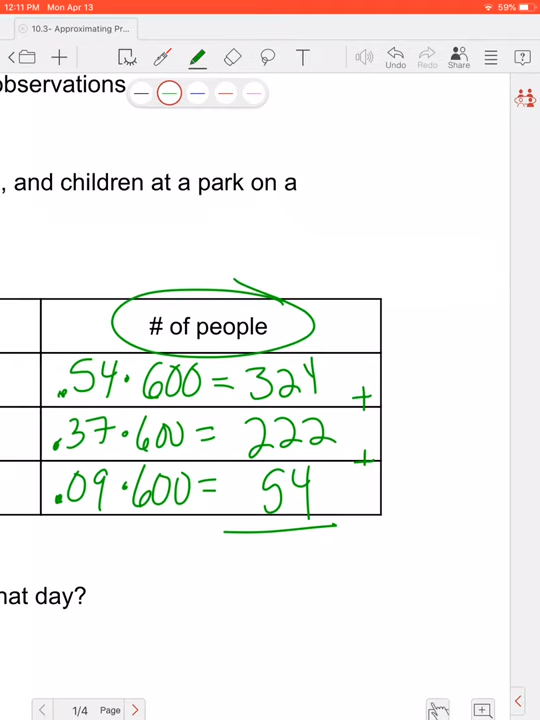 12:11 PM Mon Apr 13 59%
10.3- Approximating Pr...
Undo Redo Share
observations
, and children at a park on a
# of people
.54·600=324 +
.37·600= 222 +
.09·600= 54
hat day?
1/4 Page